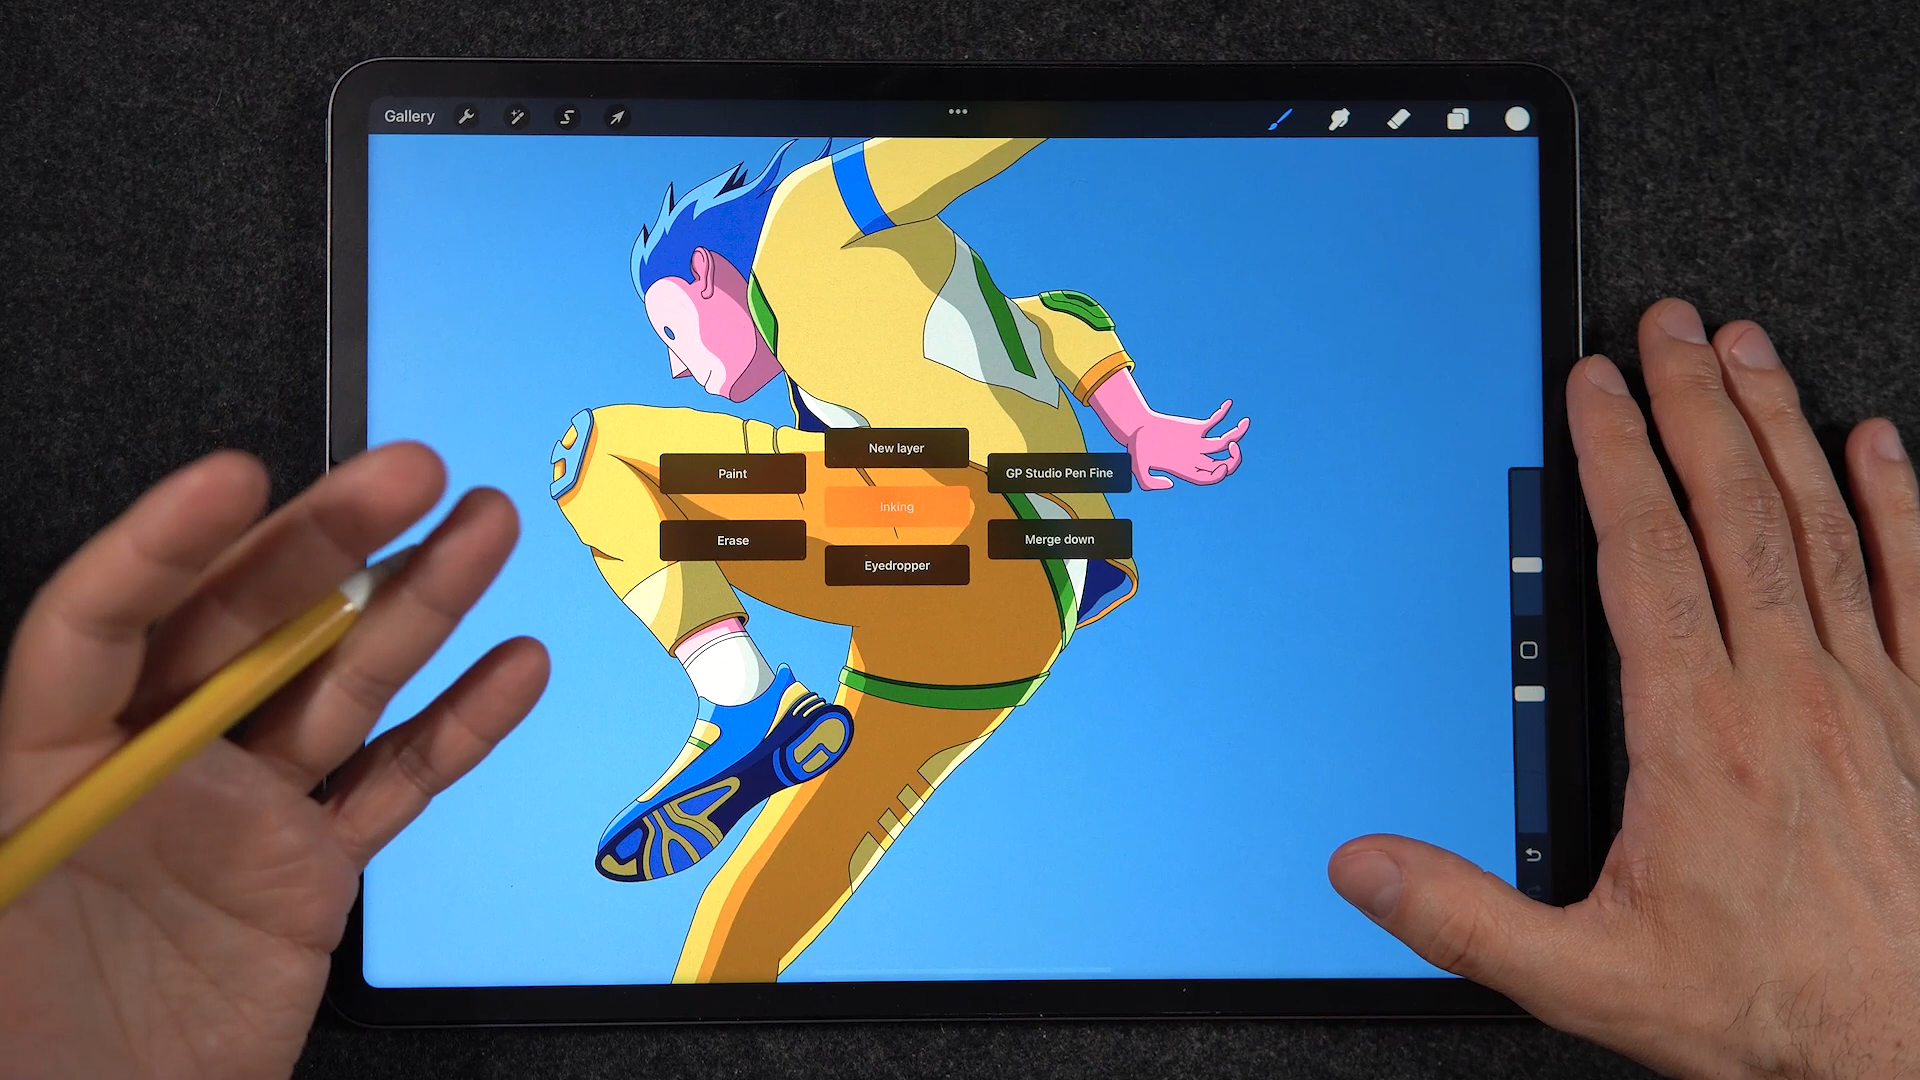 Gallery
New layer
Paint
GP Studio Pen Fine
Inking
Erase
Merge down
Eyedropper